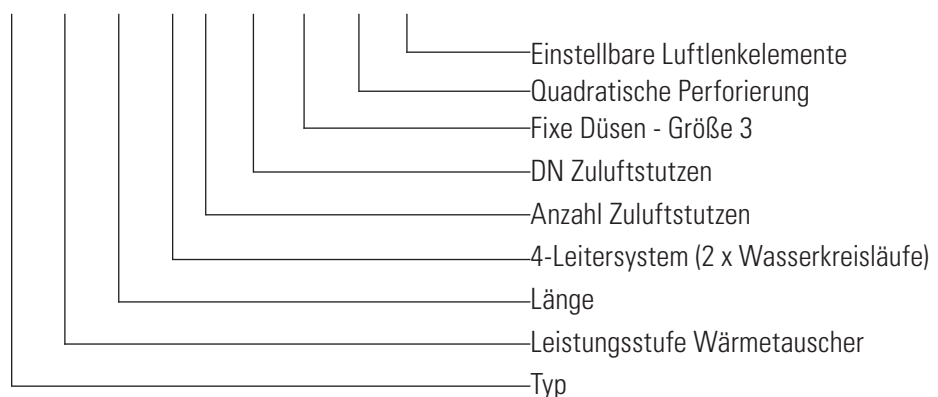 Einstellbare Luftlenkelemente
Quadratische Perforierung
Fixe Düsen - Größe 3
DN Zuluftstutzen
Anzahl Zuluftstutzen
4-Leitersystem (2 x Wasserkreisläufe)
Länge
Leistungsstufe Wärmetauscher
Typ